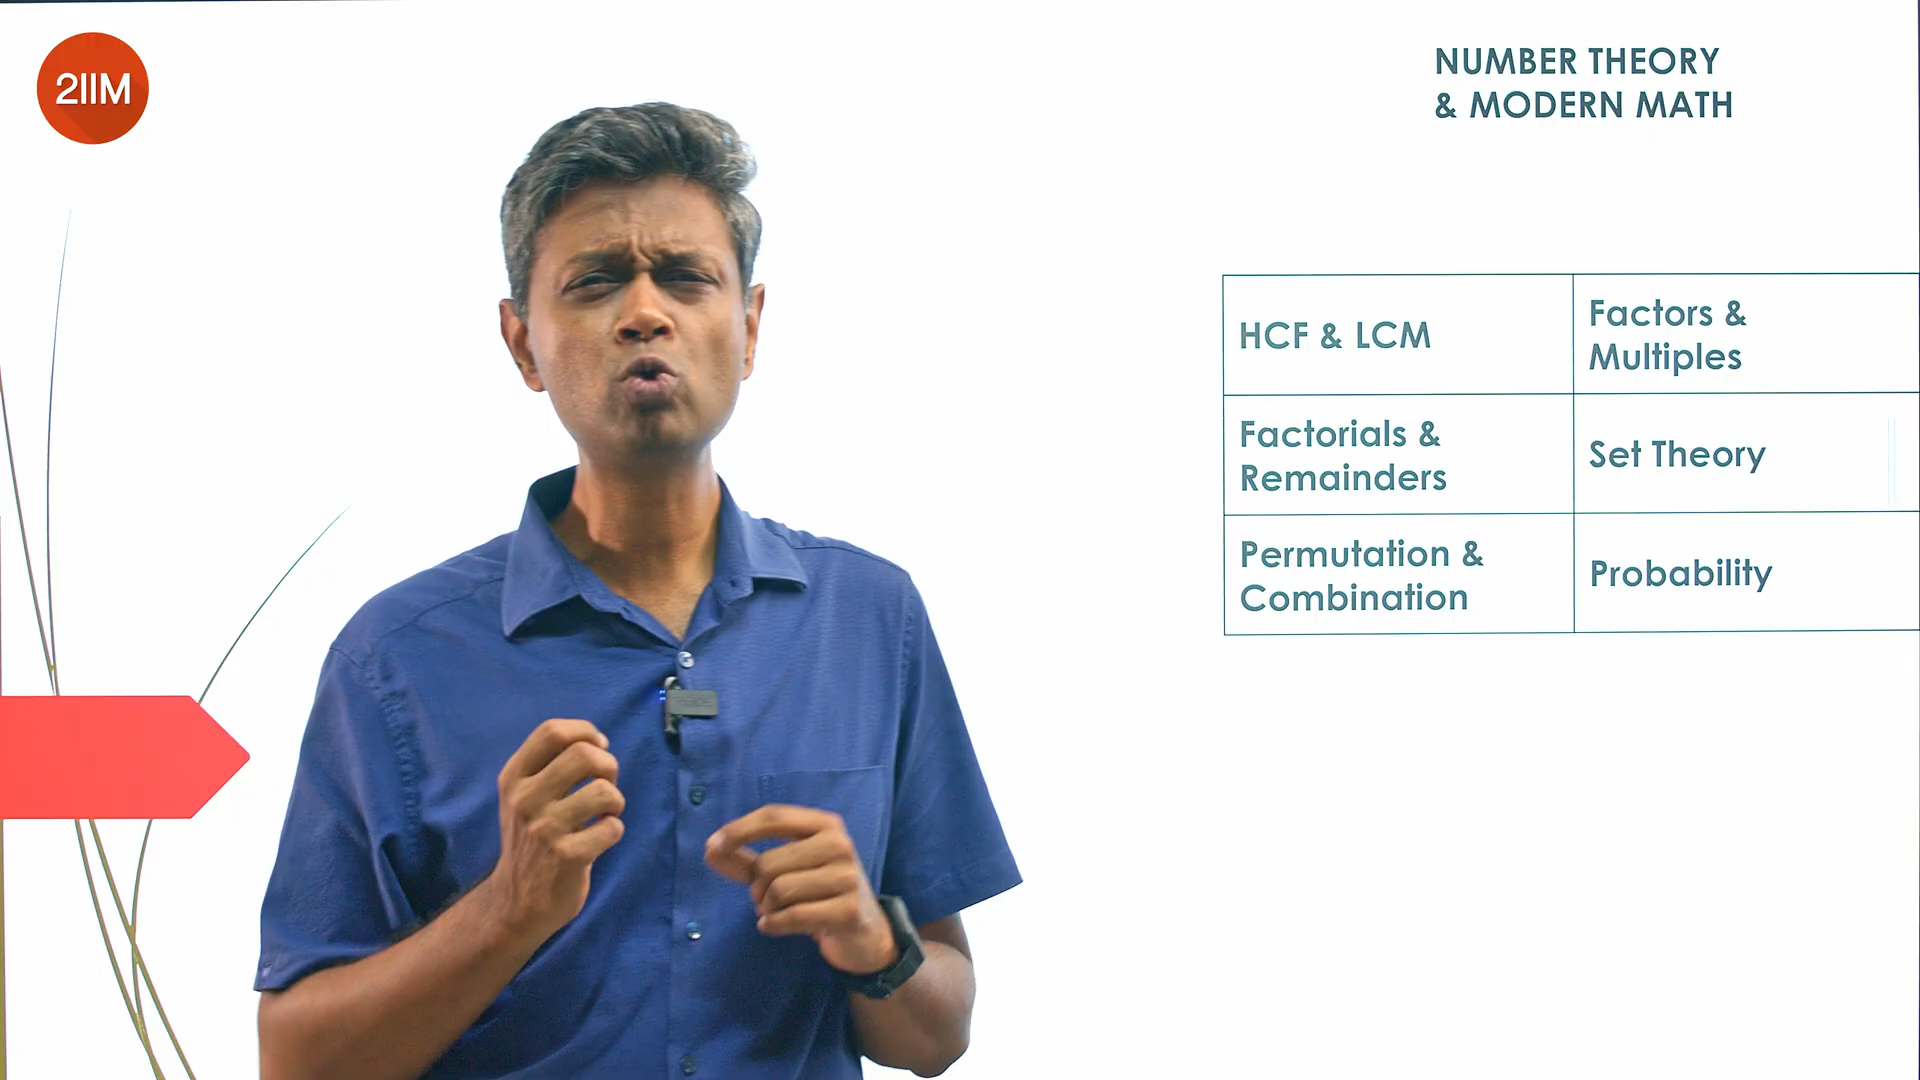 2IIM
NUMBER THEORY
& MODERN MATH
HCF & LCM
Factors &
Multiples
Factorials &
Remainders
Set Theory
Permutation &
Combination
Probability